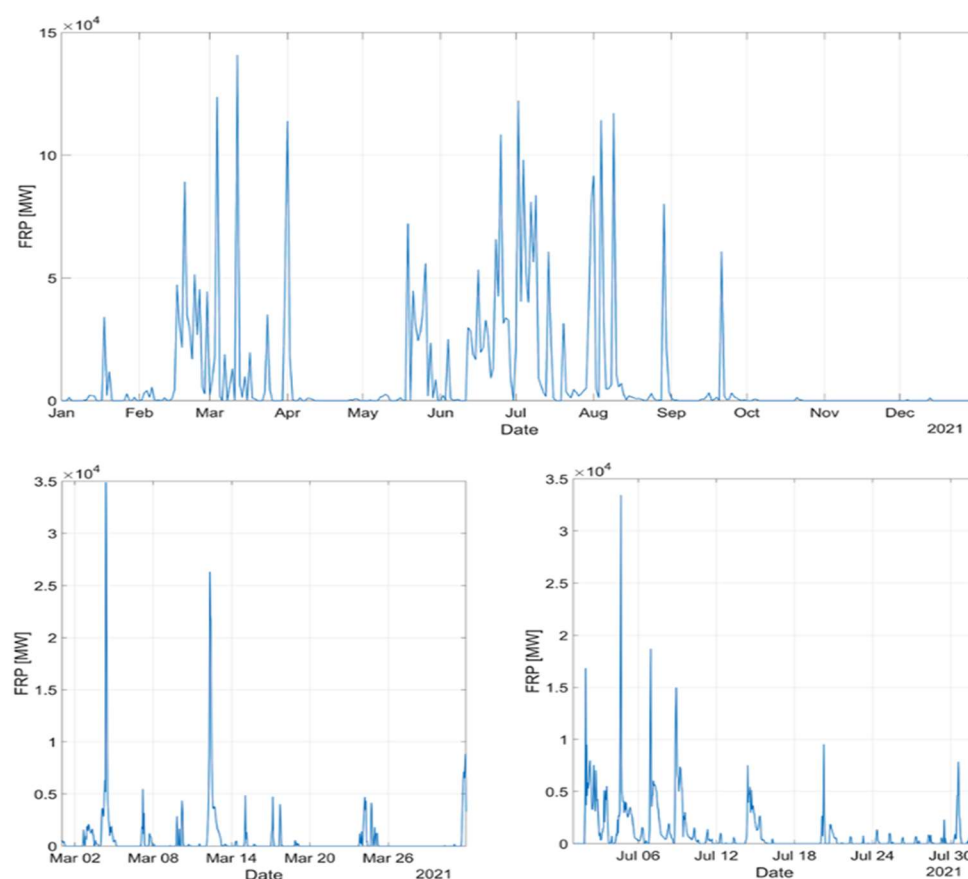 ×10⁴
15
10
5
0
FRP [MW]
Jan Feb Mar Apr May Jun Jul Aug Sep Oct Nov Dec
Date
2021
×10⁴
3.5
3
2.5
2
1.5
1
0.5
0
FRP [MW]
Mar 02 Mar 08 Mar 14 Mar 20 Mar 26
Date
2021
×10⁴
3.5
3
2.5
2
1.5
1
0.5
0
FRP [MW]
Jul 06 Jul 12 Jul 18 Jul 24 Jul 30
Date
2021